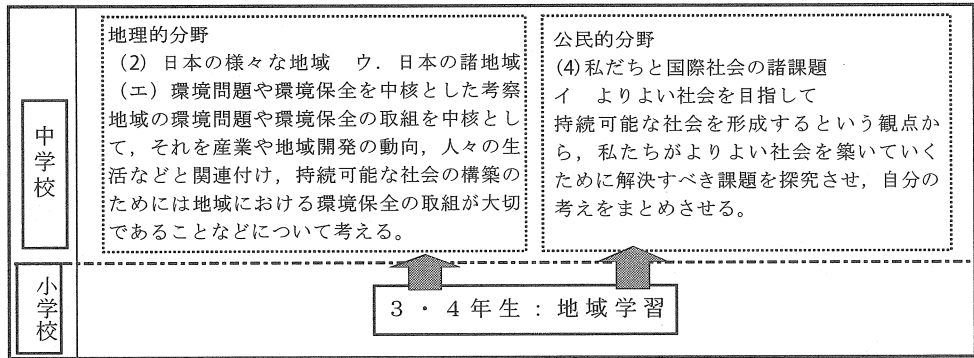 中学校
地理的分野
（2）日本の様々な地域　ウ．日本の諸地域
（エ）環境問題や環境保全を中核とした考察
地域の環境問題や環境保全の取組を中核とし
て，それを産業や地域開発の動向，人々の生
活などと関連付け，持続可能な社会の構築の
ためには地域における環境保全の取組が大切
であることなどについて考える。
公民的分野
(4)私だちと国際社会の諸課題
イ　よりよい社会を目指して
持続可能な社会を形成するという観点か
ら，私たちがよりよい社会を築いていく
ために解決すべき課題を探究させ，自分の
考えをまとめさせる。
小学校
３・４年生：地域学習